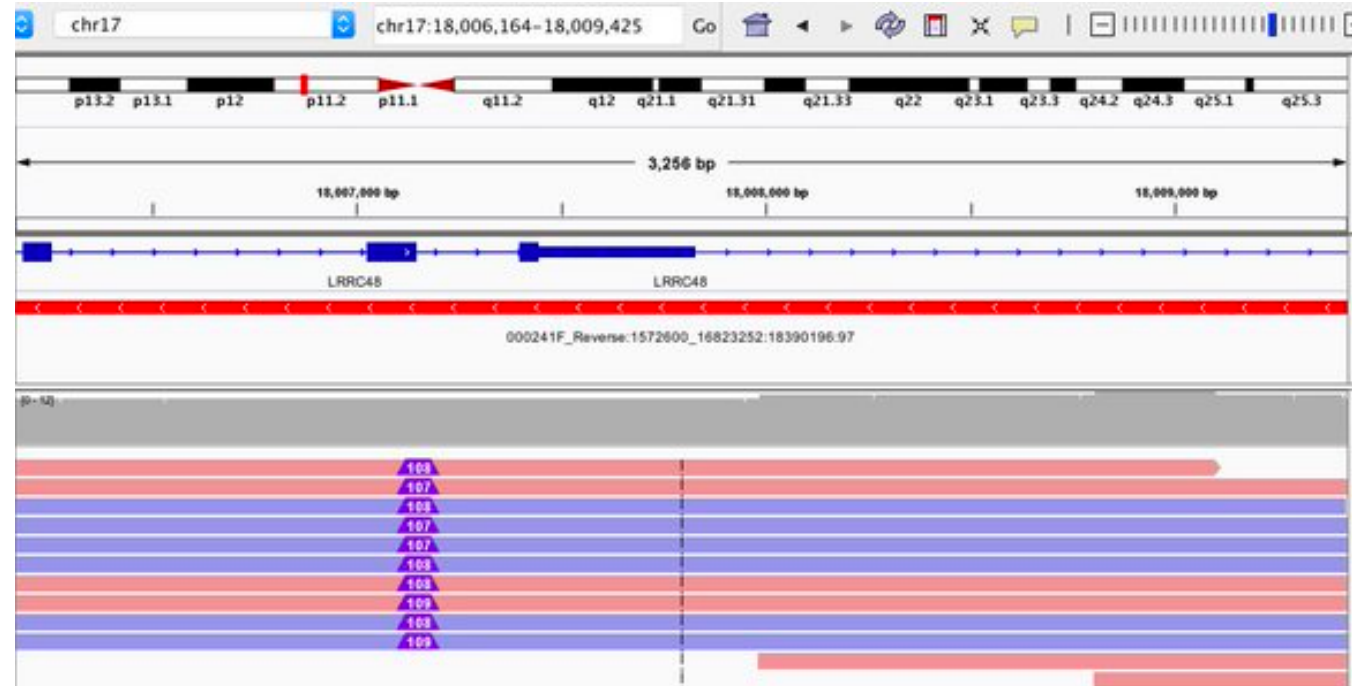 chr17 chr17:18,006,164-18,009,425 Go
p13.2 p13.1 p12 p11.2 p11.1 q11.2 q12 q21.1 q21.31 q21.33 q22 q23.1 q23.3 q24.2 q24.3 q25.1 q25.3
3,256 bp
18,007,000 bp 18,008,000 bp 18,009,000 bp
LRRC48 LRRC48
000241F_Reverse:1572600_16823252:18390196:97
[0 - 12]
108
107
108
107
107
108
108
109
108
109